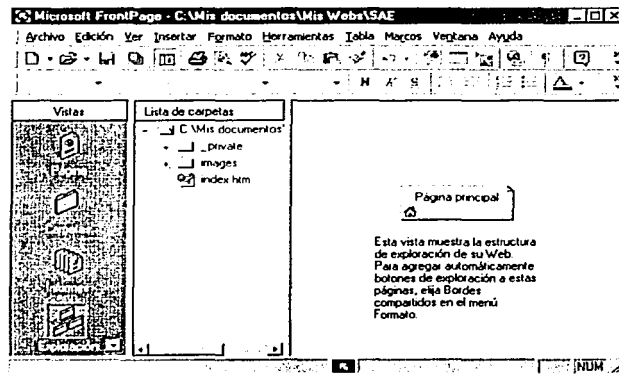 Microsoft FrontPage - C:\Mis documentos\Mis Webs\SAE
Archivo Edición Ver Insertar Formato Herramientas Tabla Marcos Ventana Ayuda
N K S A
Vistas
Lista de carpetas
C:\Mis documentos\
_private
images
index.htm
Exploración
Página principal
Esta vista muestra la estructura
de exploración de su Web.
Para agregar automáticamente
botones de exploración a estas
páginas, elija Bordes
compartidos en el menú
Formato.
NUM